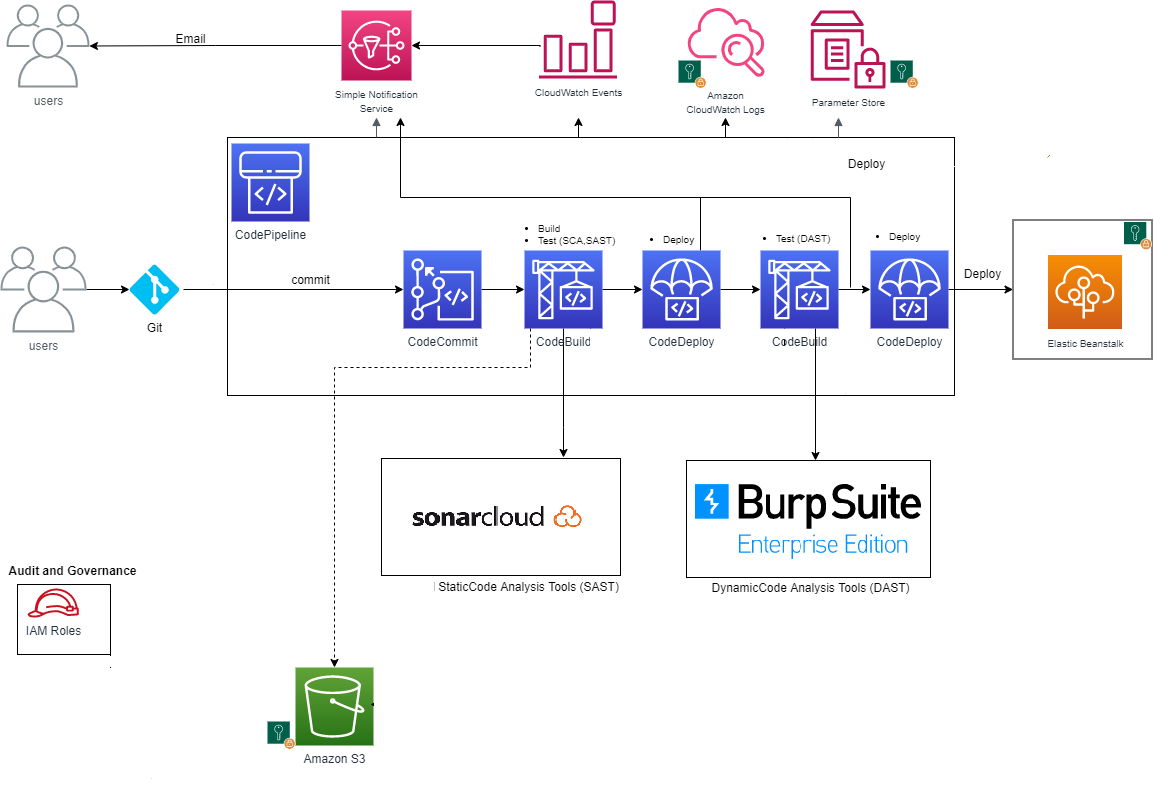 Email
users
Simple Notification
Service
CloudWatch Events
Amazon
CloudWatch Logs
Parameter Store
Deploy
CodePipeline
Build
Test (SCA,SAST)
Deploy
Test (DAST)
Deploy
commit
Deploy
Git
users
CodeCommit
CodeBuild
CodeDeploy
CodeBuild
CodeDeploy
Elastic Beanstalk
sonarcloud
BurpSuite
Enterprise Edition
StaticCode Analysis Tools (SAST)
DynamicCode Analysis Tools (DAST)
Audit and Governance
IAM Roles
Amazon S3